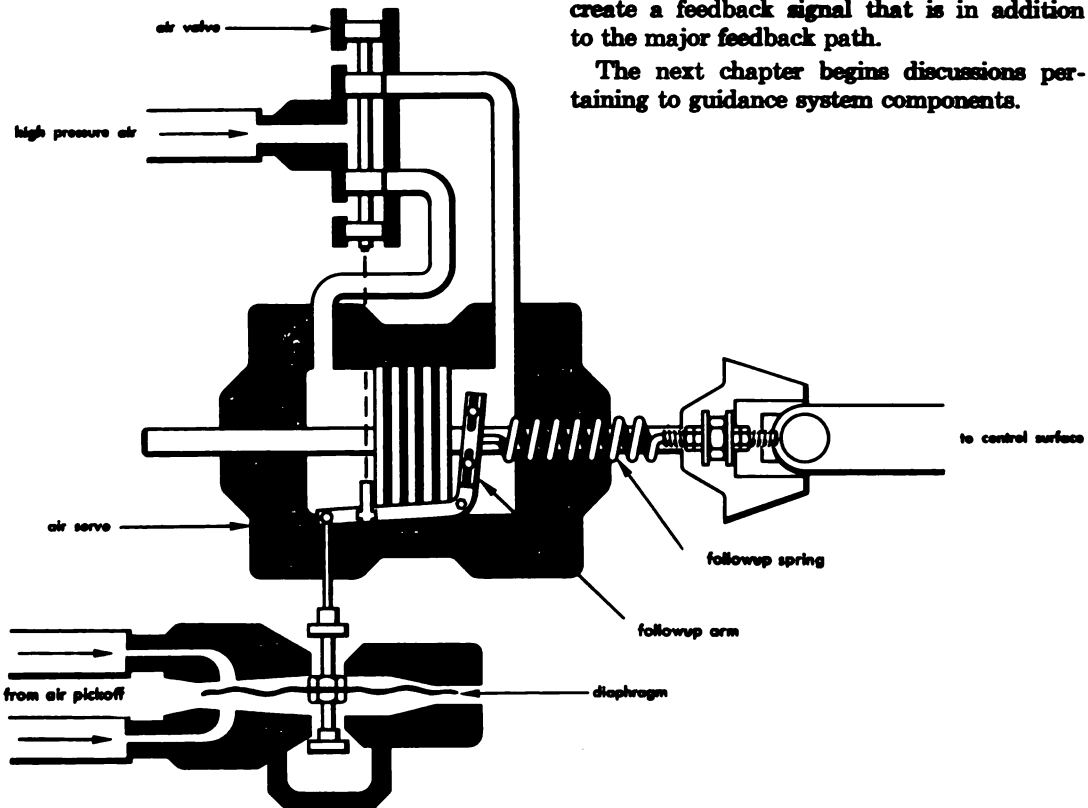 create a feedback signal that is in addition
to the major feedback path.
The next chapter begins discussions per-
taining to guidance system components.
air valve
high pressure air
to control surface
air servo
followup spring
followup arm
from air pickoff
diaphragm